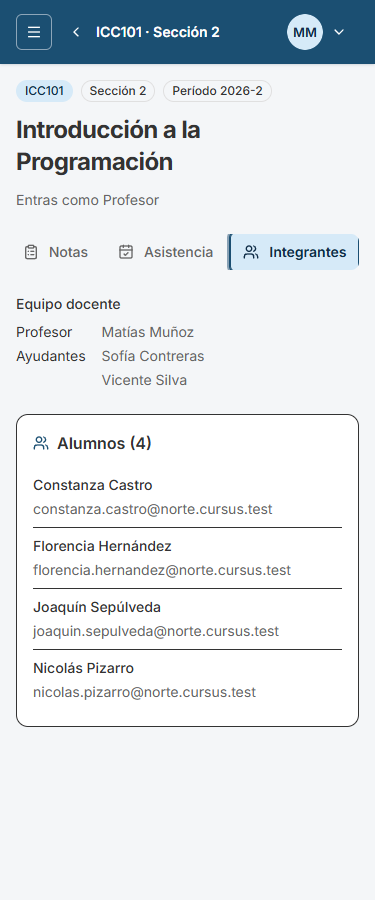 ICC101 · Sección 2
MM
ICC101
Sección 2
Período 2026-2
Introducción a la
Programación
Entras como Profesor
Notas
Asistencia
Integrantes
Equipo docente
Profesor Matías Muñoz
Ayudantes Sofía Contreras
Vicente Silva
Alumnos (4)
Constanza Castro
constanza.castro@norte.cursus.test
Florencia Hernández
florencia.hernandez@norte.cursus.test
Joaquín Sepúlveda
joaquin.sepulveda@norte.cursus.test
Nicolás Pizarro
nicolas.pizarro@norte.cursus.test